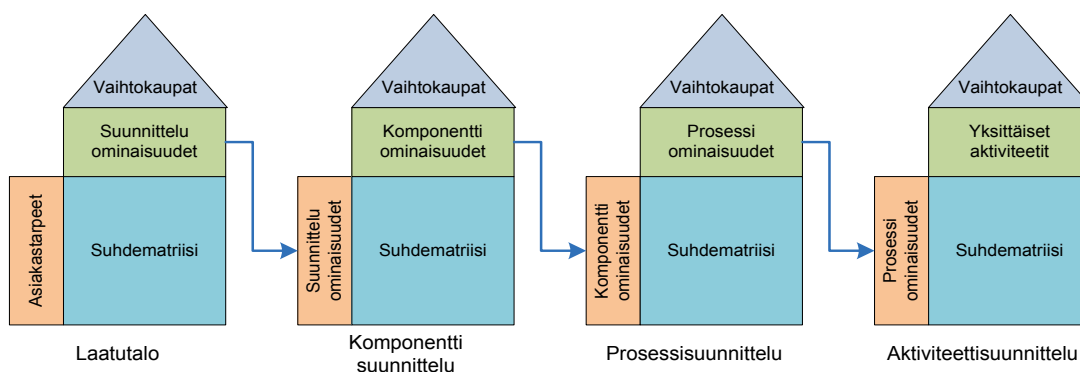 Vaihtokaupat
Suunnittelu
ominaisuudet
Asiakastarpeet
Suhdematriisi
Laatutalo
Vaihtokaupat
Komponentti
ominaisuudet
Suunnittelu
ominaisuudet
Suhdematriisi
Komponentti
suunnittelu
Vaihtokaupat
Prosessi
ominaisuudet
Komponentti
ominaisuudet
Suhdematriisi
Prosessisuunnittelu
Vaihtokaupat
Yksittäiset
aktiviteetit
Prosessi
ominaisuudet
Suhdematriisi
Aktiviteettisuunnittelu